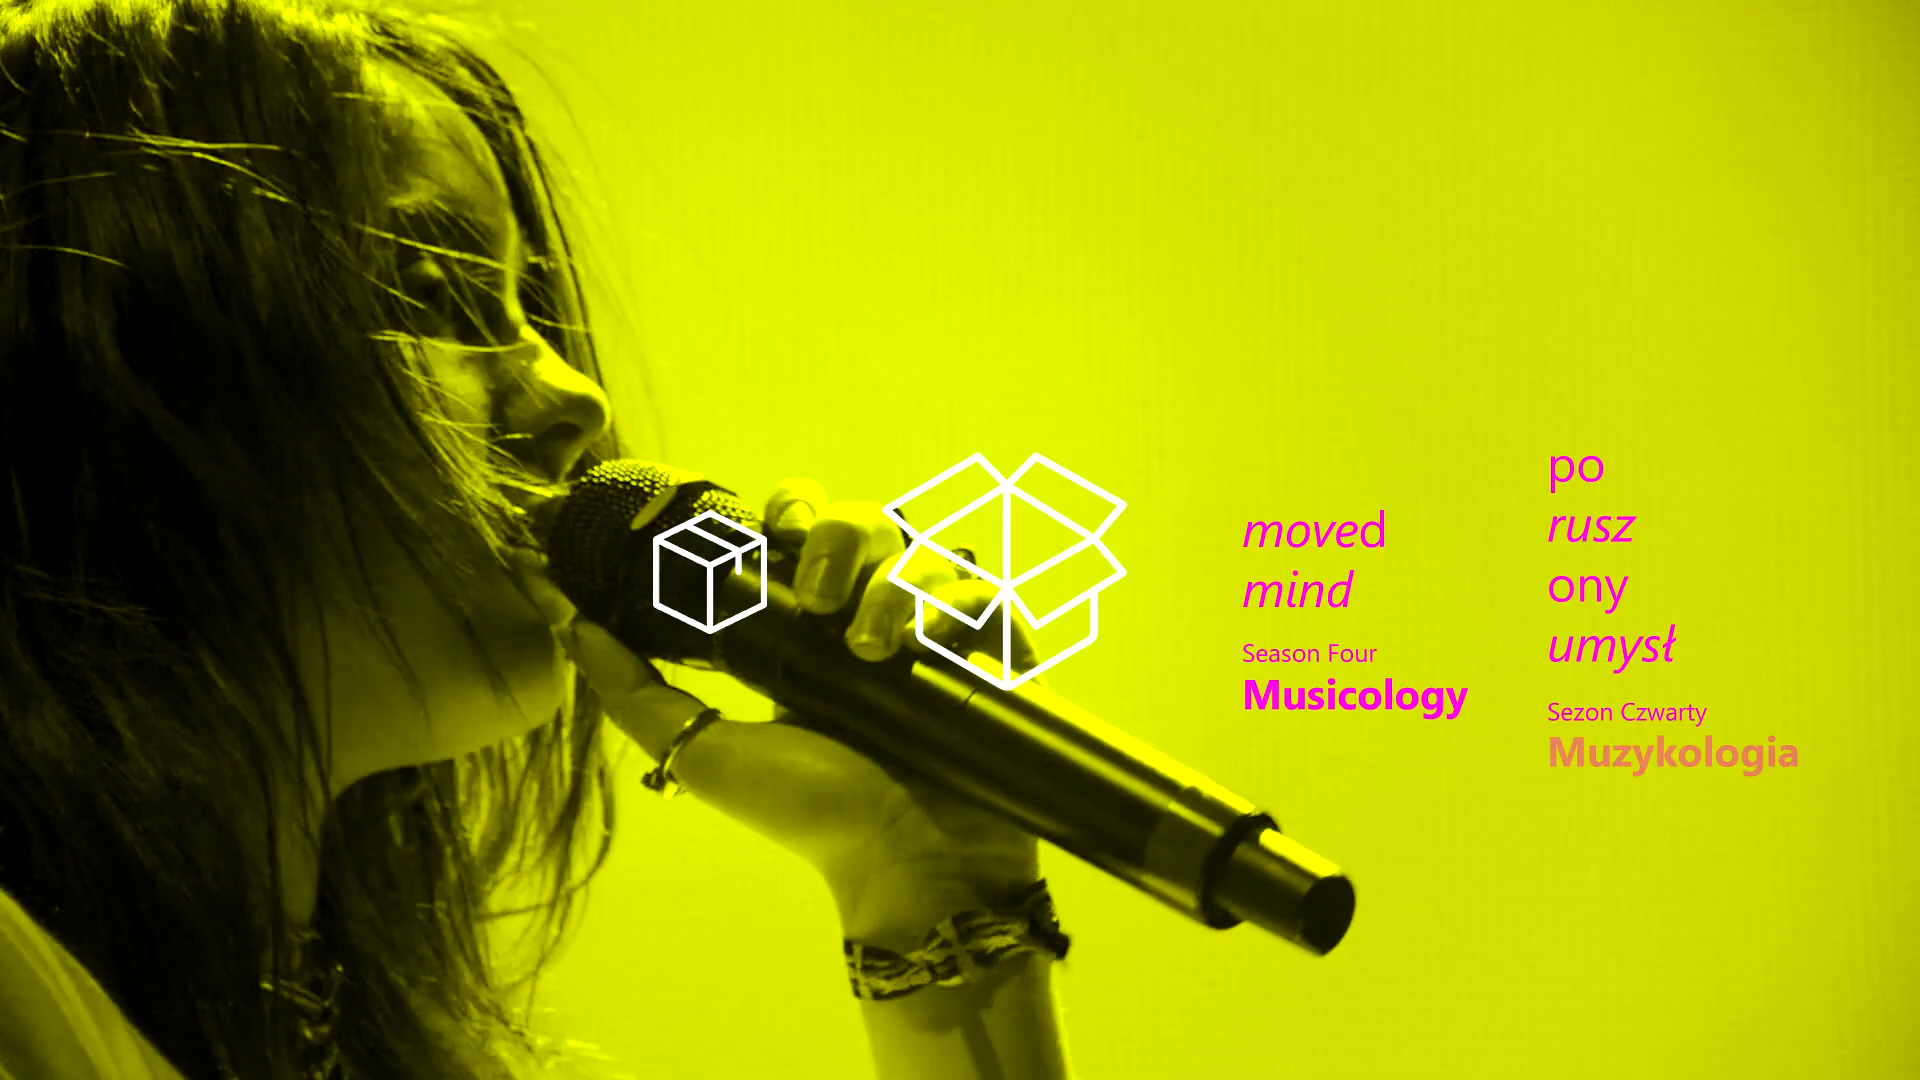 moved
mind
Season Four
Musicology
po
rusz
ony
umysł
Sezon Czwarty
Muzykologia